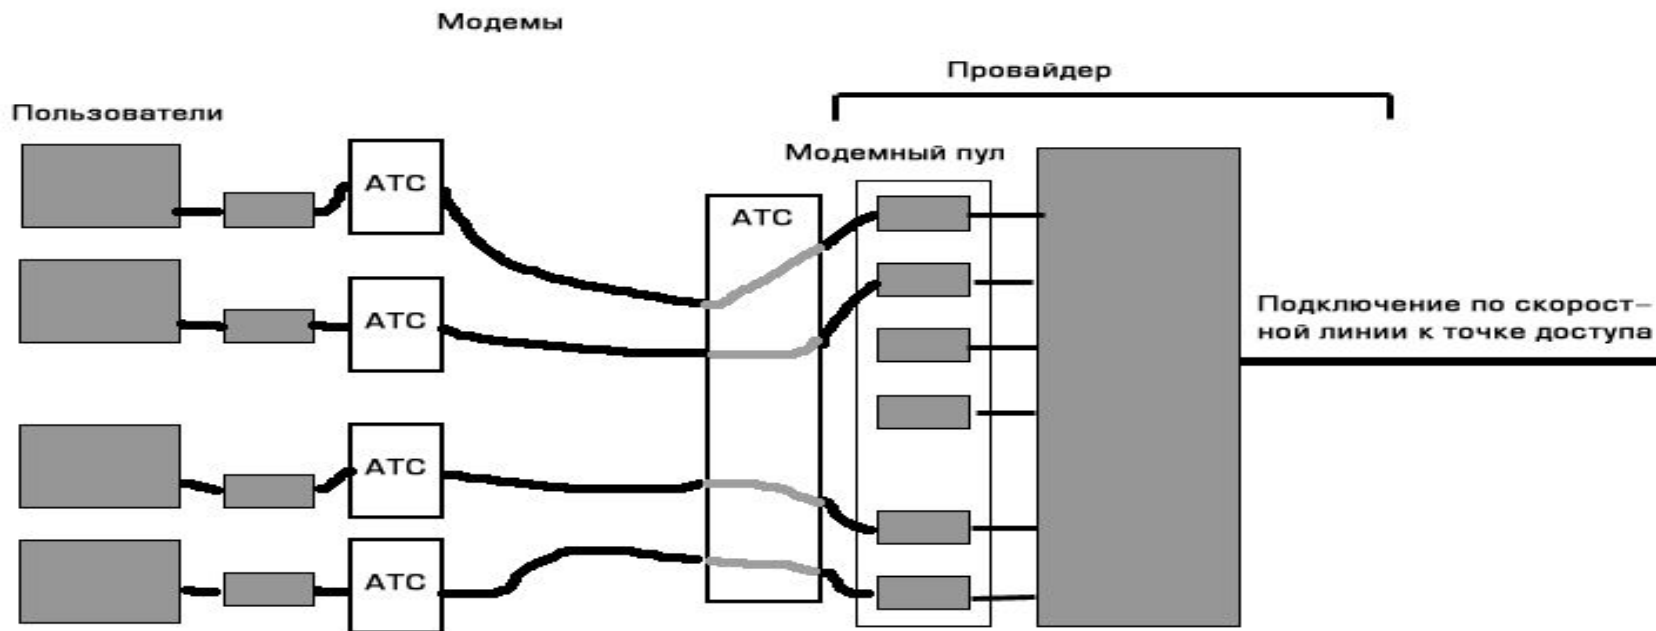 Модемы
Провайдер
Пользователи
Модемный пул
АТС
АТС
АТС
Подключение по скорост–
ной линии к точке доступа
АТС
АТС